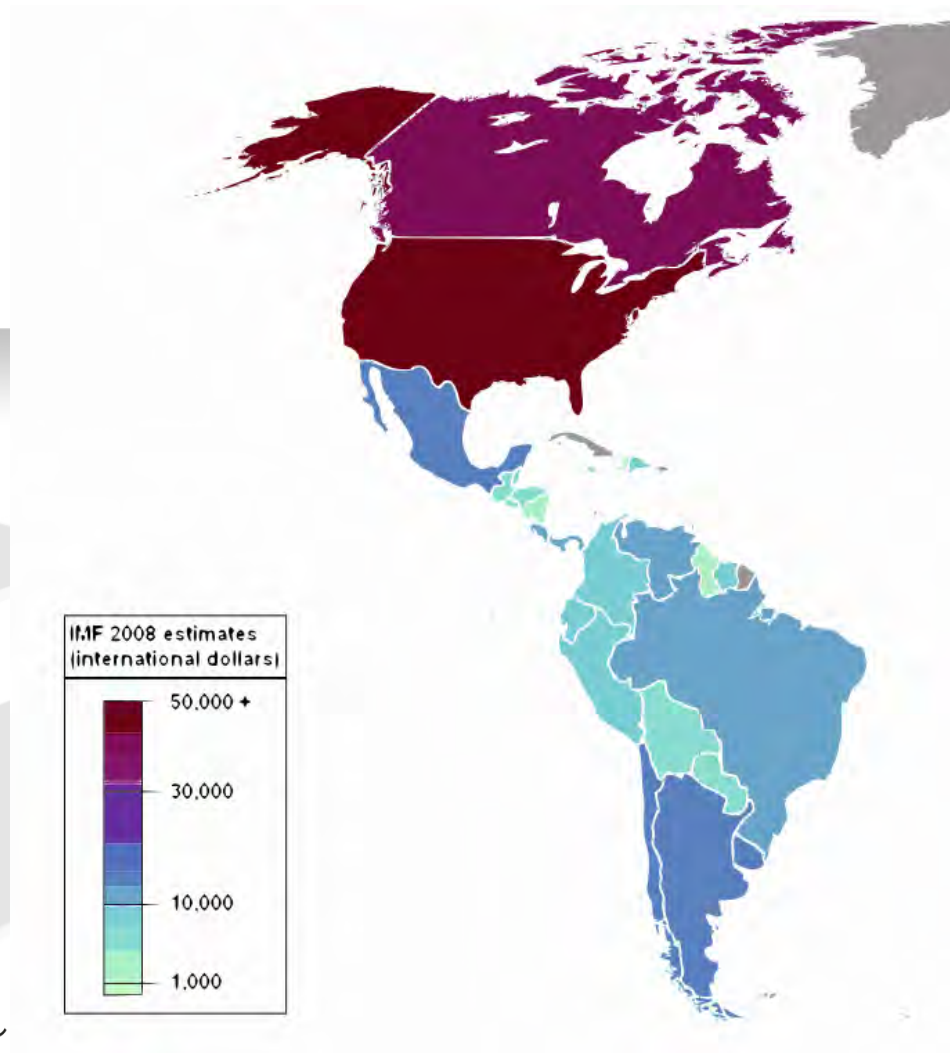 IMF 2008 estimates
(international dollars)
50,000 +
30,000
10,000
1,000